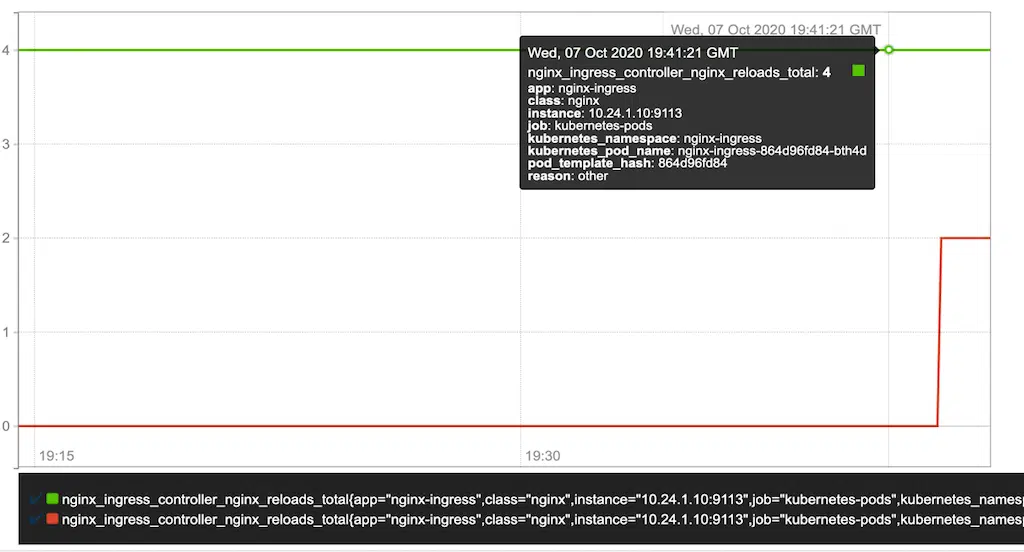 Wed, 07 Oct 2020 19:41:21 GMT
4
Wed, 07 Oct 2020 19:41:21 GMT
nginx_ingress_controller_nginx_reloads_total: 4
app: nginx-ingress
class: nginx
instance: 10.24.1.10:9113
job: kubernetes-pods
kubernetes_namespace: nginx-ingress
kubernetes_pod_name: nginx-ingress-864d96fd84-bth4d
pod_template_hash: 864d96fd84
reason: other
3
2
1
0
19:15
19:30
nginx_ingress_controller_nginx_reloads_total{app="nginx-ingress",class="nginx",instance="10.24.1.10:9113",job="kubernetes-pods",kubernetes_namesp
nginx_ingress_controller_nginx_reloads_total{app="nginx-ingress",class="nginx",instance="10.24.1.10:9113",job="kubernetes-pods",kubernetes_namesp